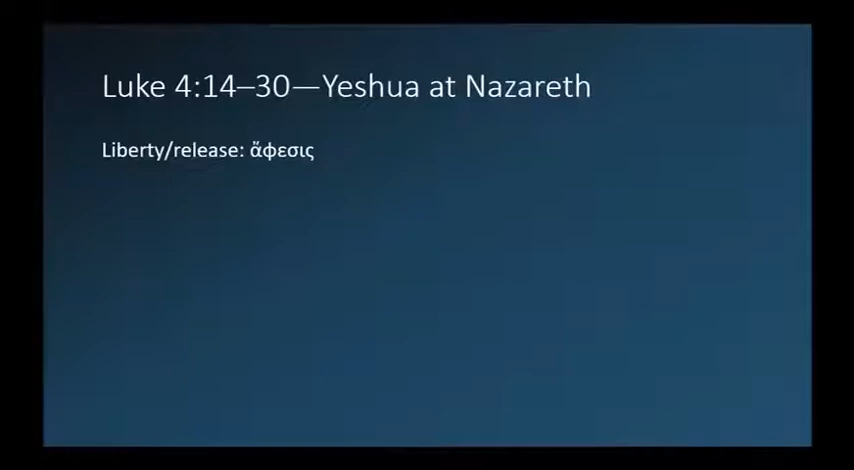 Luke 4:14–30—Yeshua at Nazareth
Liberty/release: ἄφεσις